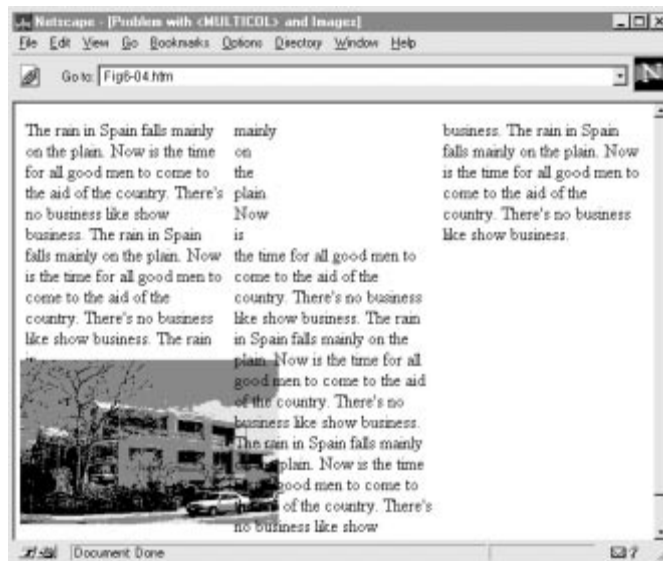 Netscape - [Problem with <MULTICOL> and Images]
File Edit View Go Bookmarks Options Directory Window Help
Go to: Fig6-04.htm
N
The rain in Spain falls mainly
on the plain. Now is the time
for all good men to come to
the aid of the country. There's
no business like show
business. The rain in Spain
falls mainly on the plain. Now
is the time for all good men to
come to the aid of the
country. There's no business
like show business. The rain
mainly
on
the
plain.
Now
is
the time for all good men to
come to the aid of the
country. There's no business
like show business. The rain
in Spain falls mainly on the
plain. Now is the time for all
good men to come to the aid
of the country. There's no
business like show business.
The rain in Spain falls mainly
plain. Now is the time
good men to come to
of the country. There's
no business like show
business. The rain in Spain
falls mainly on the plain. Now
is the time for all good men to
come to the aid of the
country. There's no business
like show business.
Document Done
?